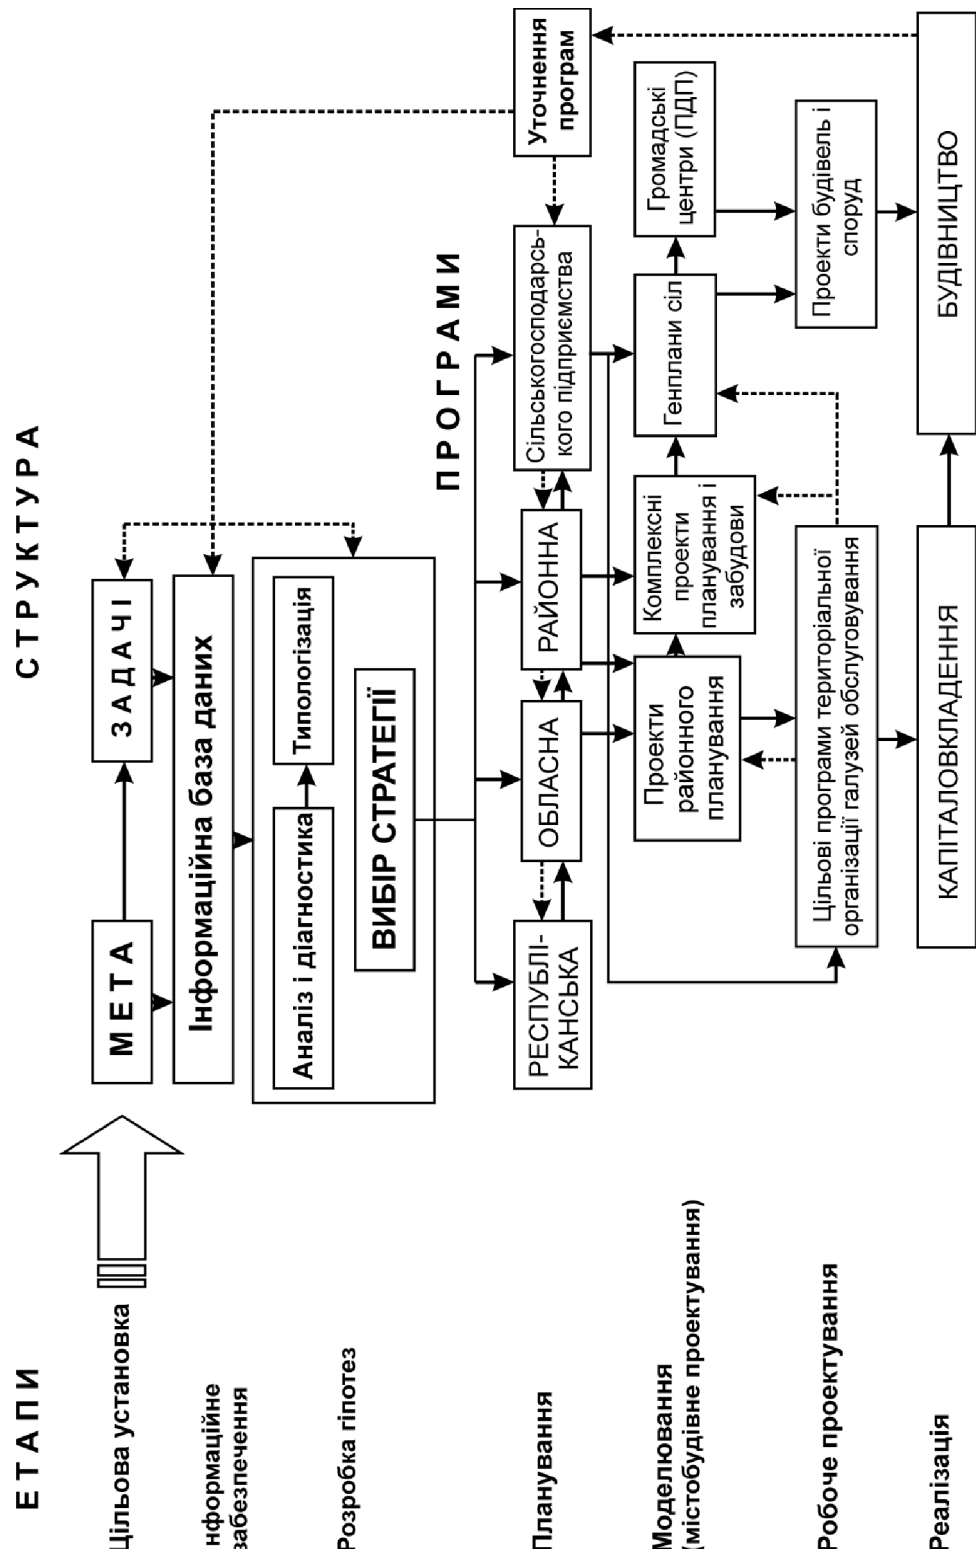 ЕТАПИ
СТРУКТУРА
Цільова установка
МЕТА
ЗАДАЧІ
нформаційне
забезпечення
Інформаційна база даних
Розробка гіпотез
Аналіз і діагностика
Типологізація
ВИБІР СТРАТЕГІЇ
ПРОГРАМИ
Планування
РЕСПУБЛІ-
КАНСЬКА
ОБЛАСНА
РАЙОННА
Сільськогосподарсь-
кого підприємства
Уточнення
програм
Моделювання
(містобудівне проектування)
Проекти
районного
планування
Комплексні
проекти
планування і
забудови
Генплани сіл
Громадські
центри (ПДП)
Робоче проектування
Цільові програми територіальної
організації галузей обслуговування
Проекти будівель і
споруд
Реалізація
КАПІТАЛОВКЛАДЕННЯ
БУДІВНИЦТВО